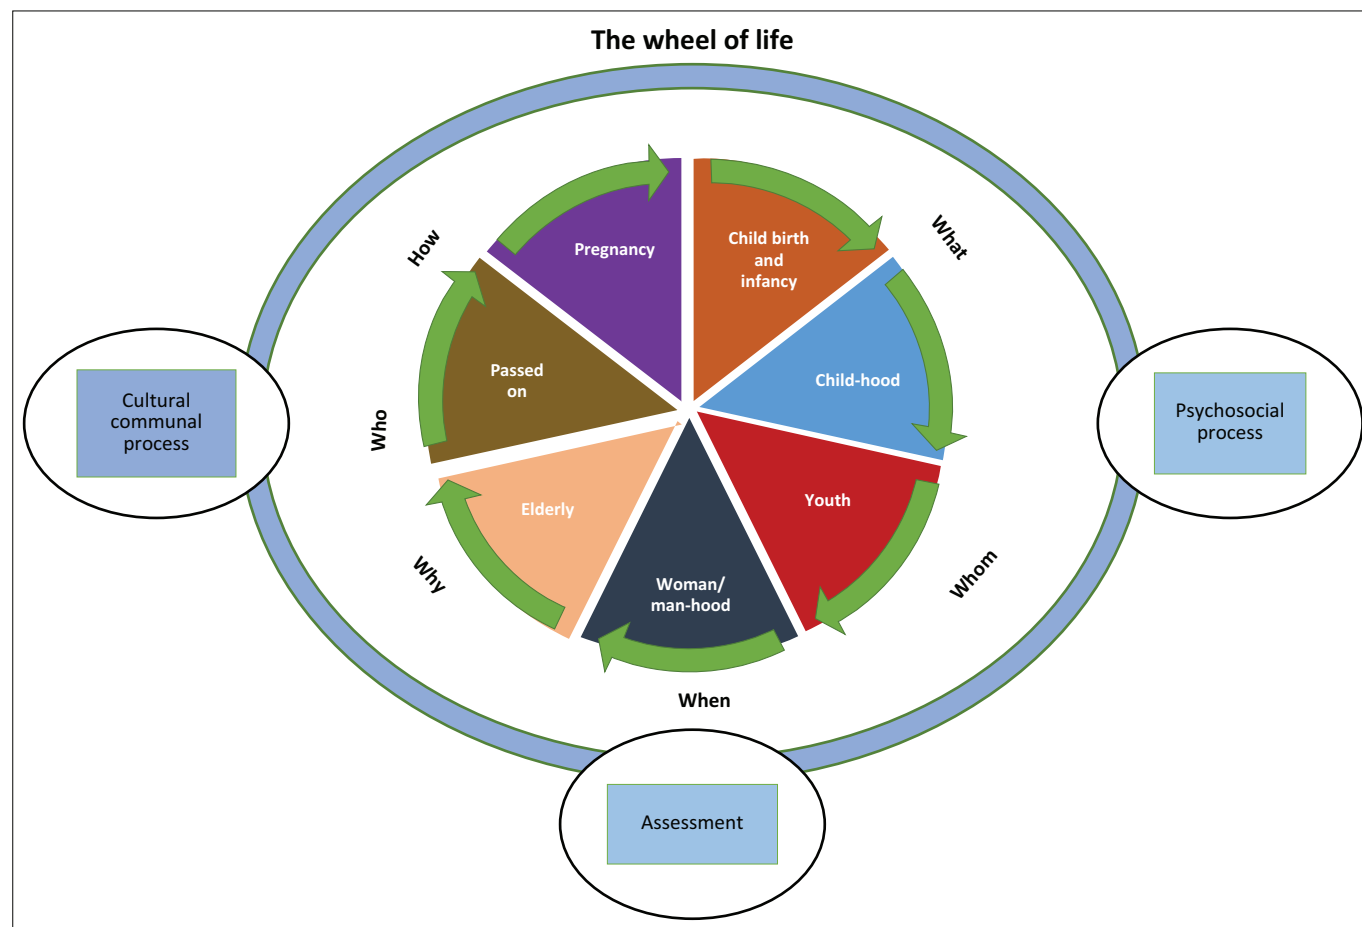 The wheel of life
How
What
Who
Whom
Why
When
Pregnancy
Child birth
and
infancy
Child-hood
Youth
Woman/
man-hood
Elderly
Passed
on
Cultural
communal
process
Psychosocial
process
Assessment